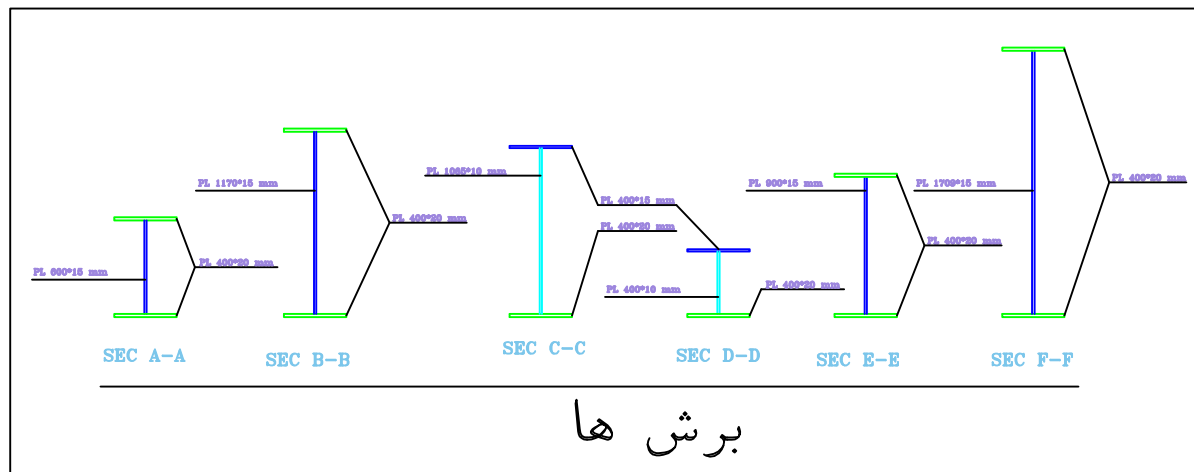 PL 600*15 mm
PL 400*20 mm
SEC A-A
PL 1170*15 mm
PL 400*20 mm
SEC B-B
PL 1065*10 mm
PL 400*15 mm
PL 400*20 mm
SEC C-C
PL 400*10 mm
PL 400*20 mm
SEC D-D
PL 900*15 mm
PL 400*20 mm
SEC E-E
PL 1709*15 mm
PL 400*20 mm
SEC F-F
برش ها